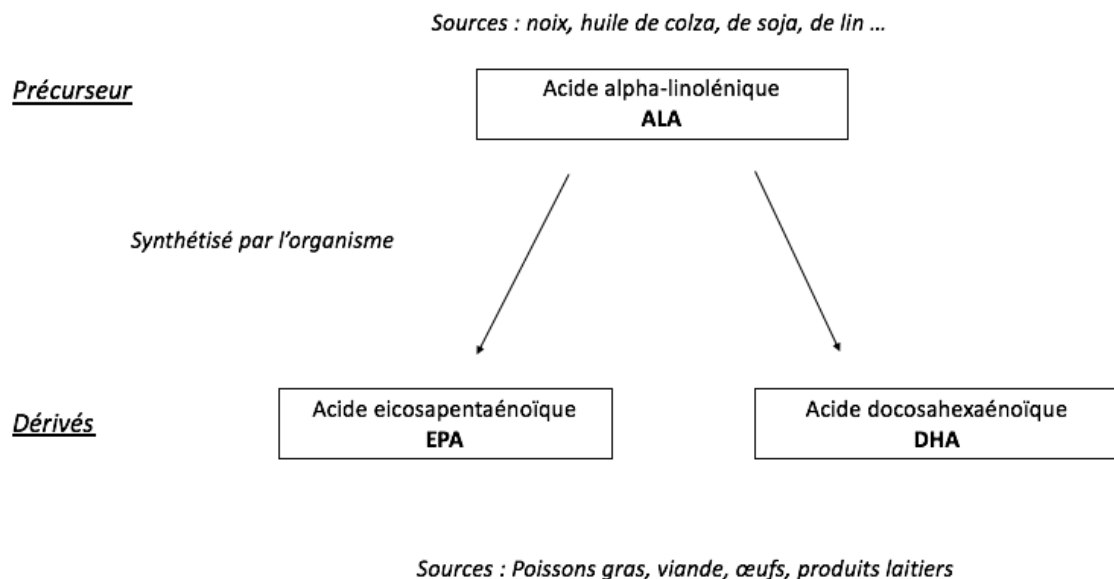 Sources : noix, huile de colza, de soja, de lin ...
Précurseur
Acide alpha-linolénique
ALA
Synthétisé par l’organisme
Dérivés
Acide eicosapentaénoïque
EPA
Acide docosahexaénoïque
DHA
Sources : Poissons gras, viande, œufs, produits laitiers